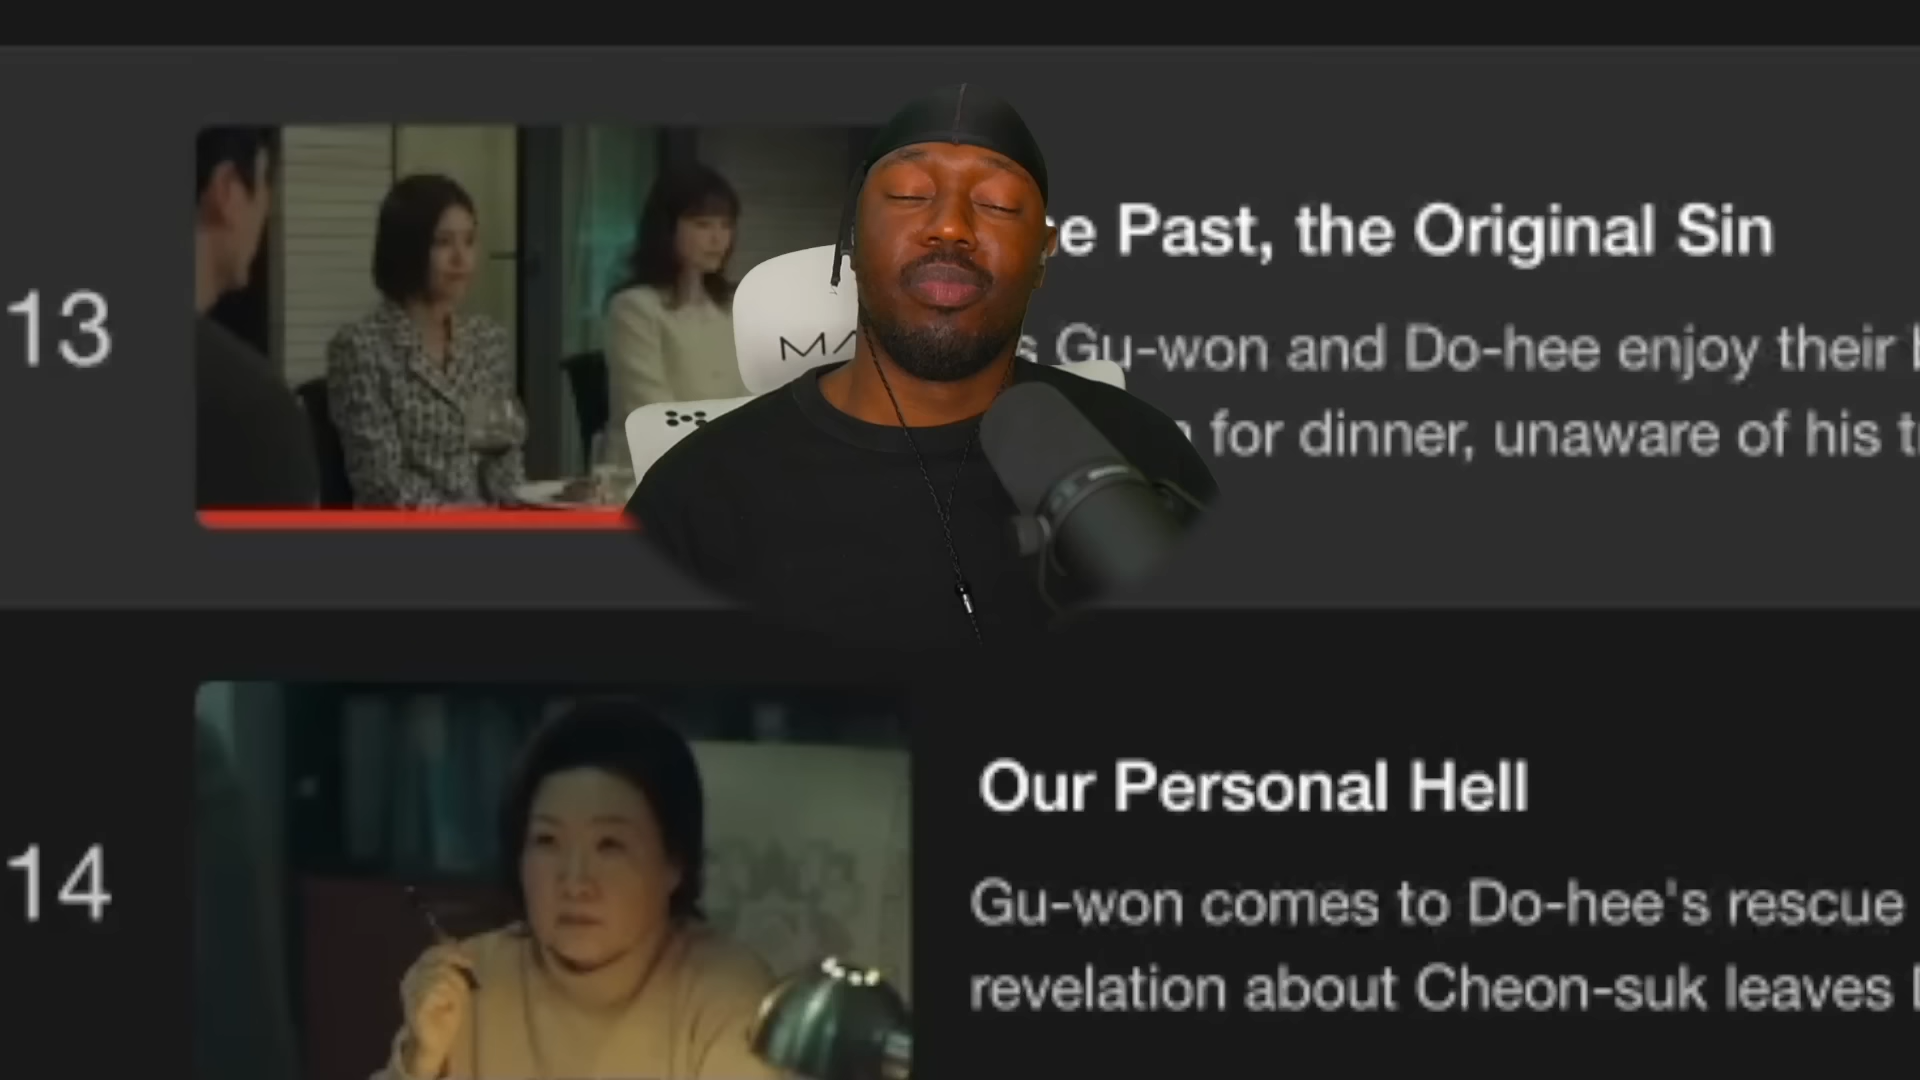 13
Past, the Original Sin
Gu-won and Do-hee enjoy their
for dinner, unaware of his
MA
14
Our Personal Hell
Gu-won comes to Do-hee's rescue
revelation about Cheon-suk leaves